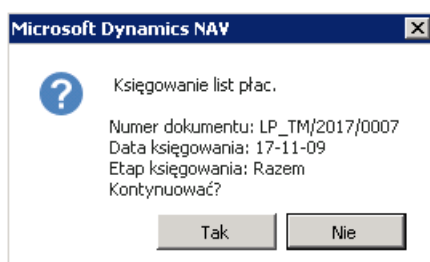 Microsoft Dynamics NAV
Księgowanie list płac.
Numer dokumentu: LP_TM/2017/0007
Data księgowania: 17-11-09
Etap księgowania: Razem
Kontynuować?
Tak
Nie